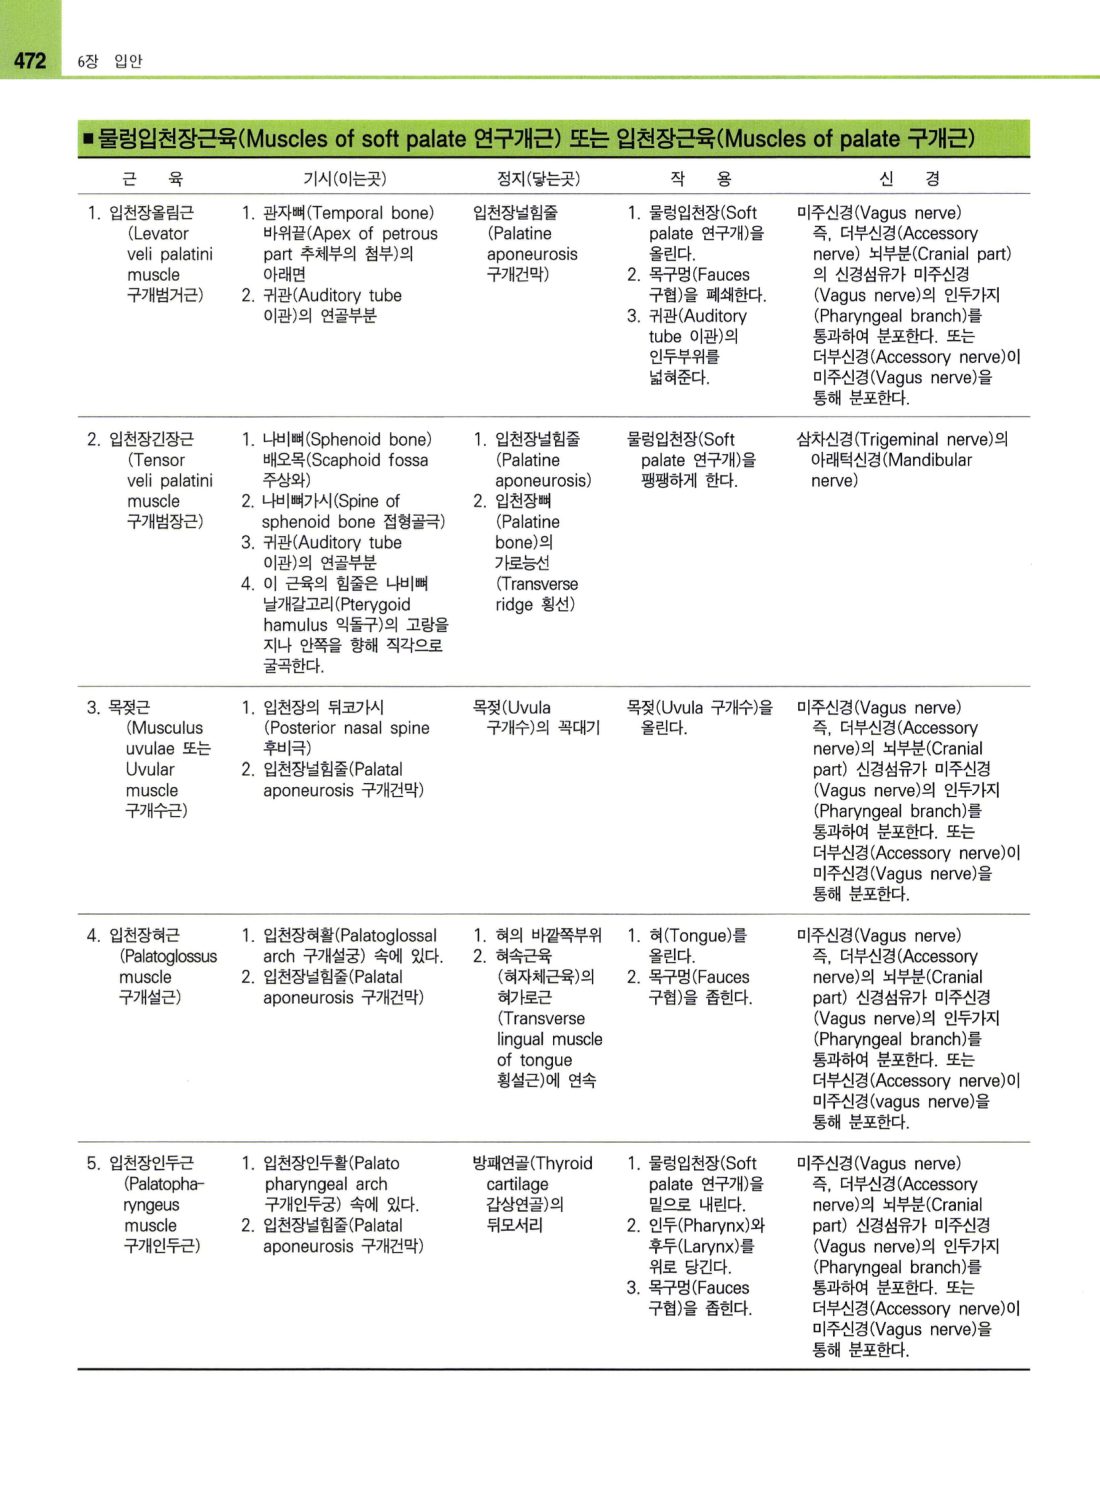 472 6장 입안
■ 물렁입천장근육(Muscles of soft palate 연구개근) 또는 입천장근육(Muscles of palate 구개근)
근 육 기시(이는곳) 정지(닿는곳) 작 용 신 경
1. 입천장올림근
(Levator
veli palatini
muscle
구개범거근)
1. 관자뼈(Temporal bone)
바위끝(Apex of petrous
part 추체부의 첨부)의
아래면
2. 귀관(Auditory tube
이관)의 연골부분
입천장널힘줄
(Palatine
aponeurosis
구개건막)
1. 물렁입천장(Soft
palate 연구개)을
올린다.
2. 목구멍(Fauces
구협)을 폐쇄한다.
3. 귀관(Auditory
tube 이관)의
인두부위를
넓혀준다.
미주신경(Vagus nerve)
즉, 더부신경(Accessory
nerve) 뇌부분(Cranial part)
의 신경섬유가 미주신경
(Vagus nerve)의 인두가지
(Pharyngeal branch)를
통과하여 분포한다. 또는
더부신경(Accessory nerve)이
미주신경(Vagus nerve)을
통해 분포한다.
2. 입천장긴장근
(Tensor
veli palatini
muscle
구개범장근)
1. 나비뼈(Sphenoid bone)
배오목(Scaphoid fossa
주상와)
2. 나비뼈가시(Spine of
sphenoid bone 접형골극)
3. 귀관(Auditory tube
이관)의 연골부분
4. 이 근육의 힘줄은 나비뼈
날개갈고리(Pterygoid
hamulus 익돌구)의 고랑을
지나 안쪽을 향해 직각으로
굴곡한다.
1. 입천장널힘줄
(Palatine
aponeurosis)
2. 입천장뼈
(Palatine
bone)의
가로능선
(Transverse
ridge 횡선)
물렁입천장(Soft
palate 연구개)을
팽팽하게 한다.
삼차신경(Trigeminal nerve)의
아래턱신경(Mandibular
nerve)
3. 목젖근
(Musculus
uvulae 또는
Uvular
muscle
구개수근)
1. 입천장의 뒤코가시
(Posterior nasal spine
후비극)
2. 입천장널힘줄(Palatal
aponeurosis 구개건막)
목젖(Uvula
구개수)의 꼭대기
목젖(Uvula 구개수)을
올린다.
미주신경(Vagus nerve)
즉, 더부신경(Accessory
nerve)의 뇌부분(Cranial
part) 신경섬유가 미주신경
(Vagus nerve)의 인두가지
(Pharyngeal branch)를
통과하여 분포한다. 또는
더부신경(Accessory nerve)이
미주신경(Vagus nerve)을
통해 분포한다.
4. 입천장혀근
(Palatoglossus
muscle
구개설근)
1. 입천장혀활(Palatoglossal
arch 구개설궁) 속에 있다.
2. 입천장널힘줄(Palatal
aponeurosis 구개건막)
1. 혀의 바깥쪽부위
2. 혀속근육
(혀자체근육)의
혀가로근
(Transverse
lingual muscle
of tongue
횡설근)에 연속
1. 혀(Tongue)를
올린다.
2. 목구멍(Fauces
구협)을 좁힌다.
미주신경(Vagus nerve)
즉, 더부신경(Accessory
nerve)의 뇌부분(Cranial
part) 신경섬유가 미주신경
(Vagus nerve)의 인두가지
(Pharyngeal branch)를
통과하여 분포한다. 또는
더부신경(Accessory nerve)이
미주신경(vagus nerve)을
통해 분포한다.
5. 입천장인두근
(Palatopha-
ryngeus
muscle
구개인두근)
1. 입천장인두활(Palato
pharyngeal arch
구개인두궁) 속에 있다.
2. 입천장널힘줄(Palatal
aponeurosis 구개건막)
방패연골(Thyroid
cartilage
갑상연골)의
뒤모서리
1. 물렁입천장(Soft
palate 연구개)을
밑으로 내린다.
2. 인두(Pharynx)와
후두(Larynx)를
위로 당긴다.
3. 목구멍(Fauces
구협)을 좁힌다.
미주신경(Vagus nerve)
즉, 더부신경(Accessory
nerve)의 뇌부분(Cranial
part) 신경섬유가 미주신경
(Vagus nerve)의 인두가지
(Pharyngeal branch)를
통과하여 분포한다. 또는
더부신경(Accessory nerve)이
미주신경(Vagus nerve)을
통해 분포한다.